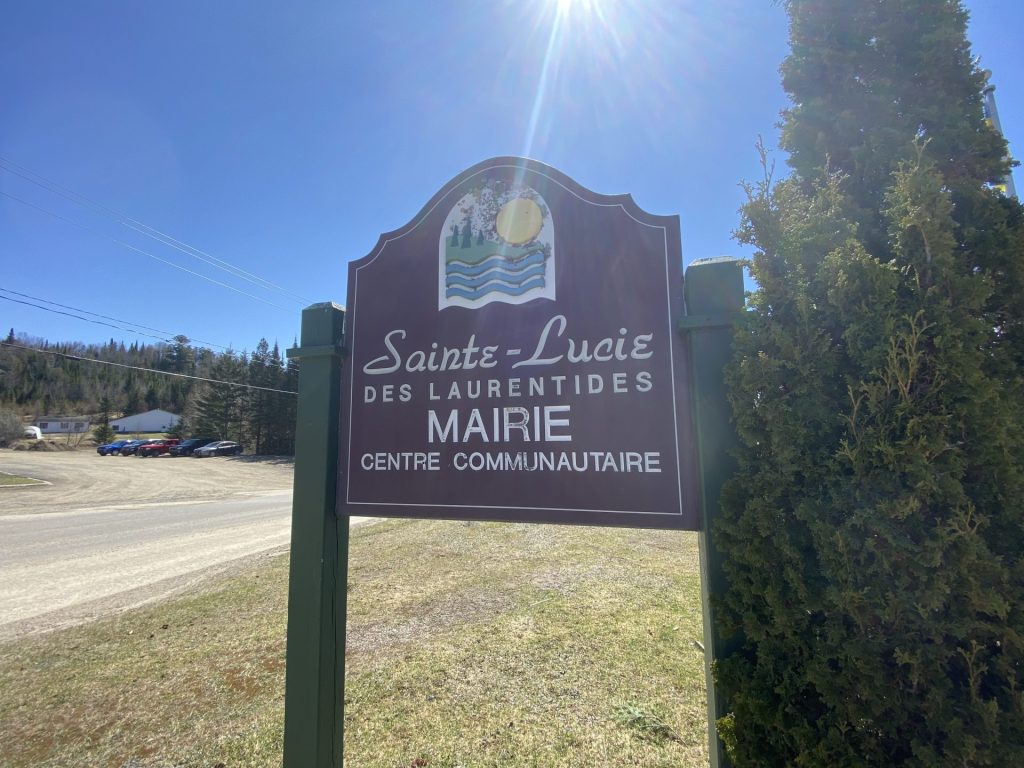 Sainte-Lucie
DES LAURENTIDES
MAIRIE
CENTRE COMMUNAUTAIRE